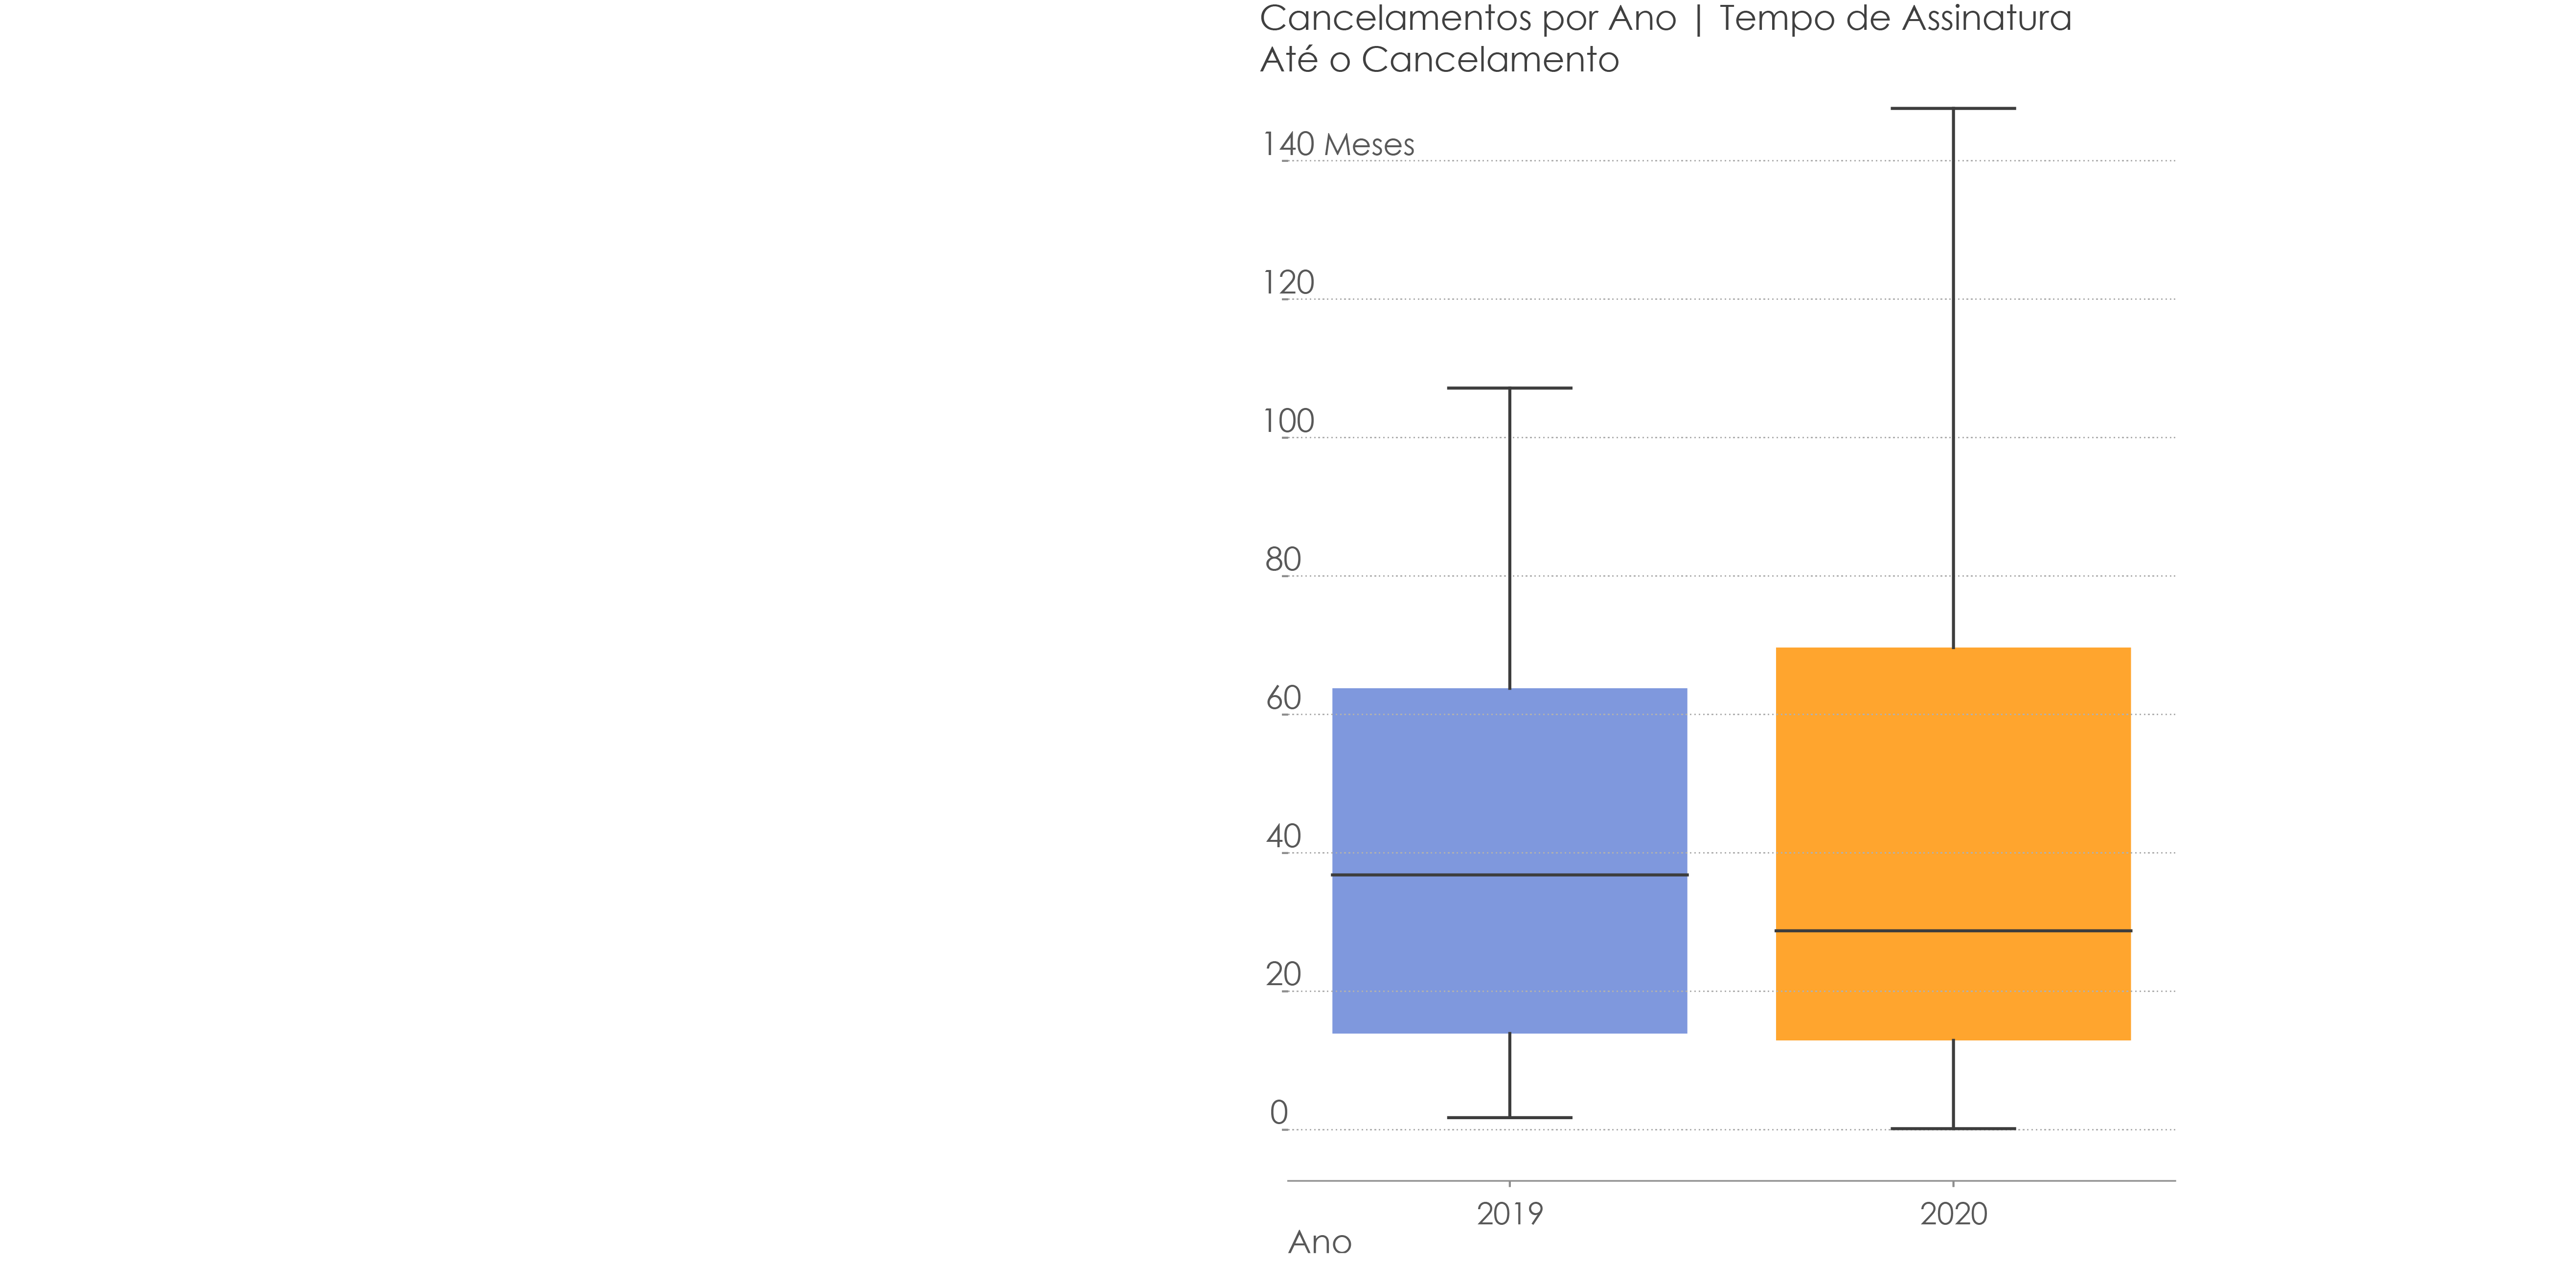 Cancelamentos por Ano | Tempo de Assinatura
Até o Cancelamento
140 Meses
120
100
80
60
40
20
0
2019 2020
Ano